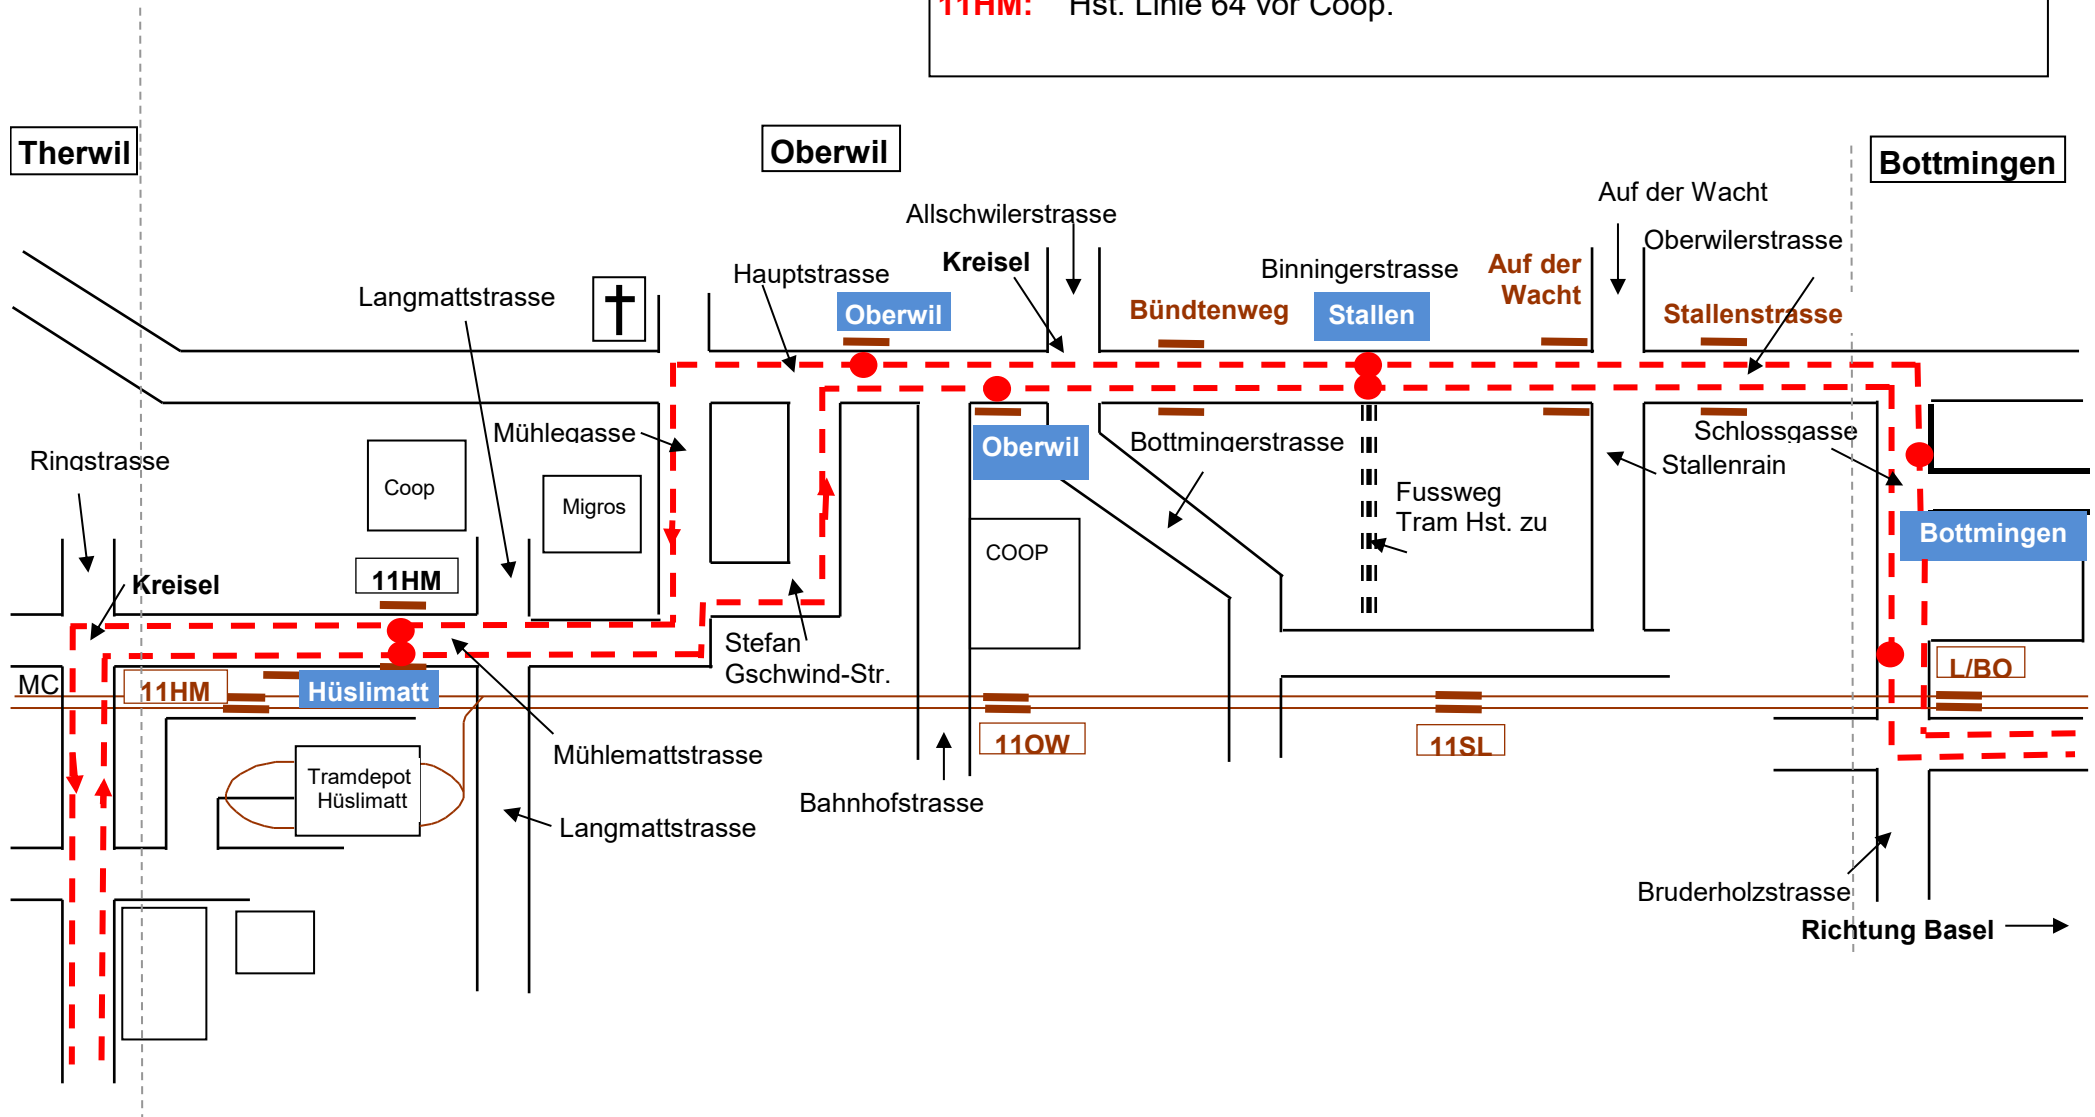 11HM: Hst. Linie 64 vor Coop.
Therwil
Oberwil
Bottmingen
Auf der Wacht
Allschwilerstrasse
Oberwilerstrasse
Kreisel
Binningerstrasse
Auf der
Wacht
Hauptstrasse
Langmattstrasse
Oberwil
Bündtenweg
Stallen
Stallenstrasse
Mühlegasse
Oberwil
Bottmingerstrasse
Schlossgasse
Stallenrain
Ringstrasse
Coop
Migros
Fussweg
Tram Hst. zu
Bottmingen
COOP
11HM
Kreisel
Stefan
Gschwind-Str.
L/BO
MC
11HM
Hüslimatt
11OW
11SL
Mühlemattstrasse
Tramdepot
Hüslimatt
Bahnhofstrasse
Langmattstrasse
Bruderholzstrasse
Richtung Basel